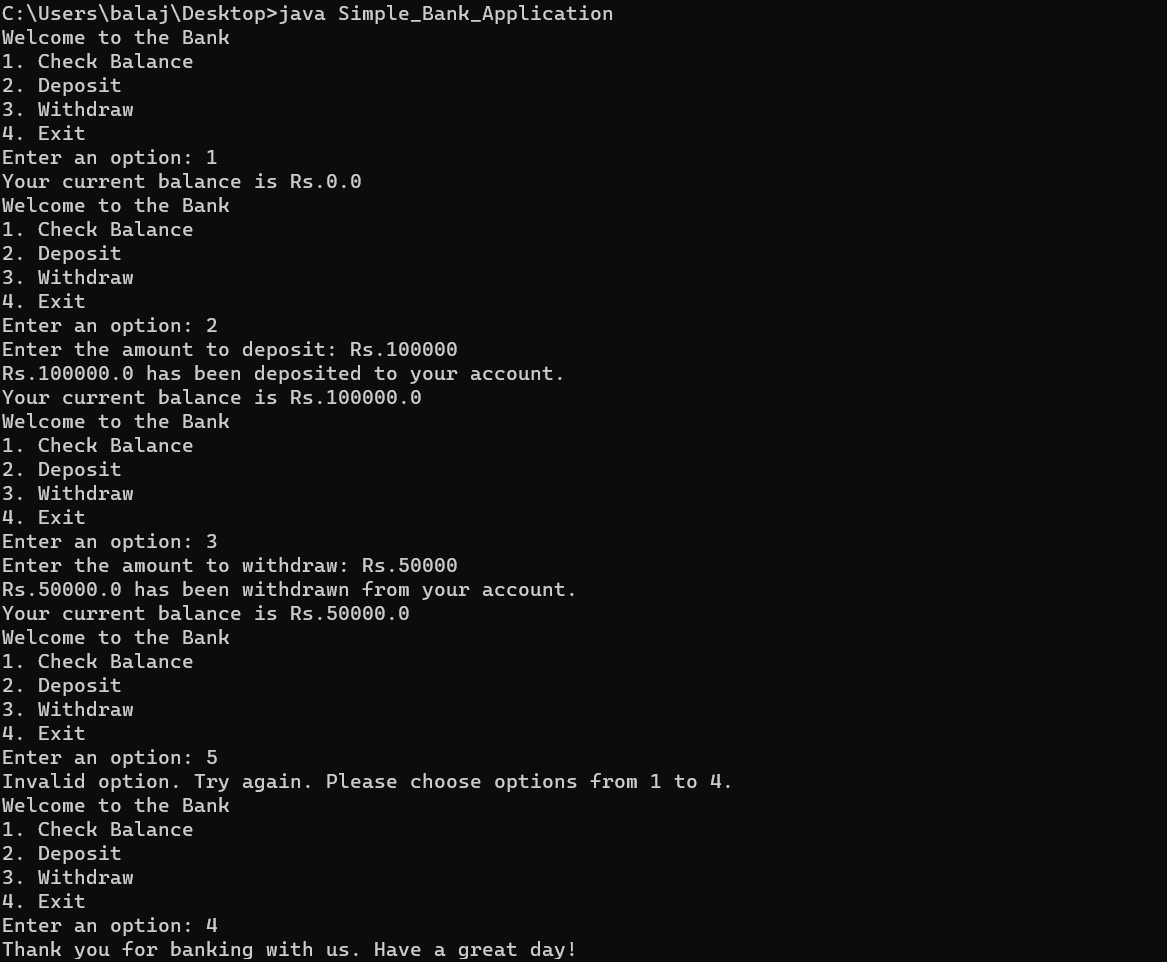 C:\Users\balaj\Desktop>java Simple_Bank_Application
Welcome to the Bank
1. Check Balance
2. Deposit
3. Withdraw
4. Exit
Enter an option: 1
Your current balance is Rs.0.0
Welcome to the Bank
1. Check Balance
2. Deposit
3. Withdraw
4. Exit
Enter an option: 2
Enter the amount to deposit: Rs.100000
Rs.100000.0 has been deposited to your account.
Your current balance is Rs.100000.0
Welcome to the Bank
1. Check Balance
2. Deposit
3. Withdraw
4. Exit
Enter an option: 3
Enter the amount to withdraw: Rs.50000
Rs.50000.0 has been withdrawn from your account.
Your current balance is Rs.50000.0
Welcome to the Bank
1. Check Balance
2. Deposit
3. Withdraw
4. Exit
Enter an option: 5
Invalid option. Try again. Please choose options from 1 to 4.
Welcome to the Bank
1. Check Balance
2. Deposit
3. Withdraw
4. Exit
Enter an option: 4
Thank you for banking with us. Have a great day!